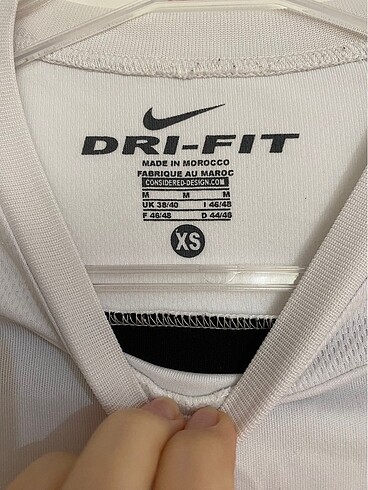 DRI-FIT
MADE IN MOROCCO
FABRIQUE AU MAROC
CONSIDERED-DESIGN.COM
M M M
UK 38/40 I 46/48
F 46/48 D 44/46
XS